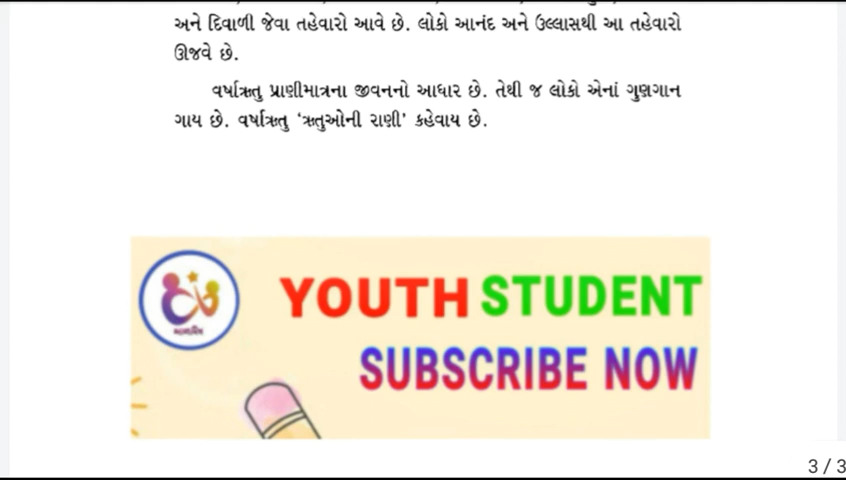 અને દિવાળી જેવા તહેવારો આવે છે. લોકો આનંદ અને ઉલ્લાસથી આ તહેવારો
ઊજવે છે.
વર્ષાઋતુ પ્રાણીમાત્રના જીવનનો આધાર છે. તેથી જ લોકો એનાં ગુણગાન
ગાય છે. વર્ષાઋતુ ‘ઋતુઓની રાણી’ કહેવાય છે.
YOUTH STUDENT
SUBSCRIBE NOW
3 / 3